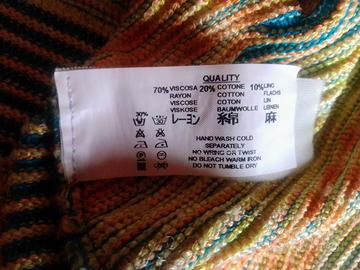 QUALITY
70% VISCOSA 20% COTONE 10% LINO
RAYON COTTON FLACHS
VISCOSE COTON LIN
VISKOSE BAUMWOLLE LEINEN
30%
レーヨン 綿 麻
HAND WASH COLD
SEPARATELY
NO WRING OR TWIST
NO BLEACH WARM IRON
DO NOT TUMBLE DRY